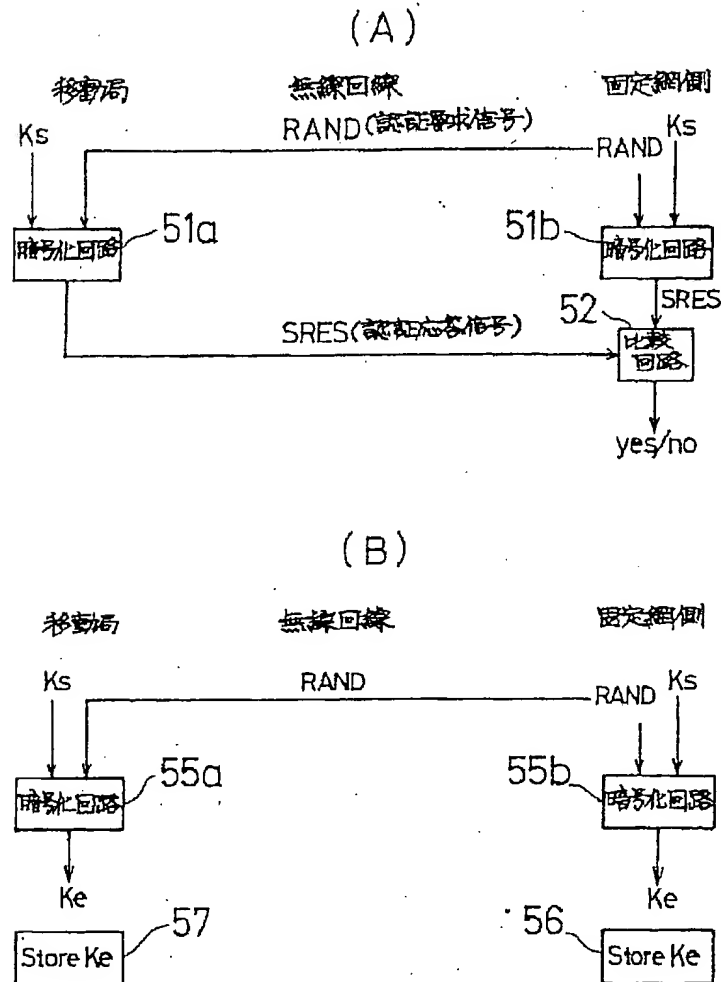 (A)
移動局 無線回線 固定網側
Ks RAND(認証要求信号) RAND Ks
51a 51b
暗号化回路 暗号化回路
SRES
52
SRES(認証応答信号) 比較
回路
yes/no
(B)
移動局 無線回線 固定網側
Ks RAND RAND Ks
55a 55b
暗号化回路 暗号化回路
Ke Ke
57 56
Store Ke Store Ke